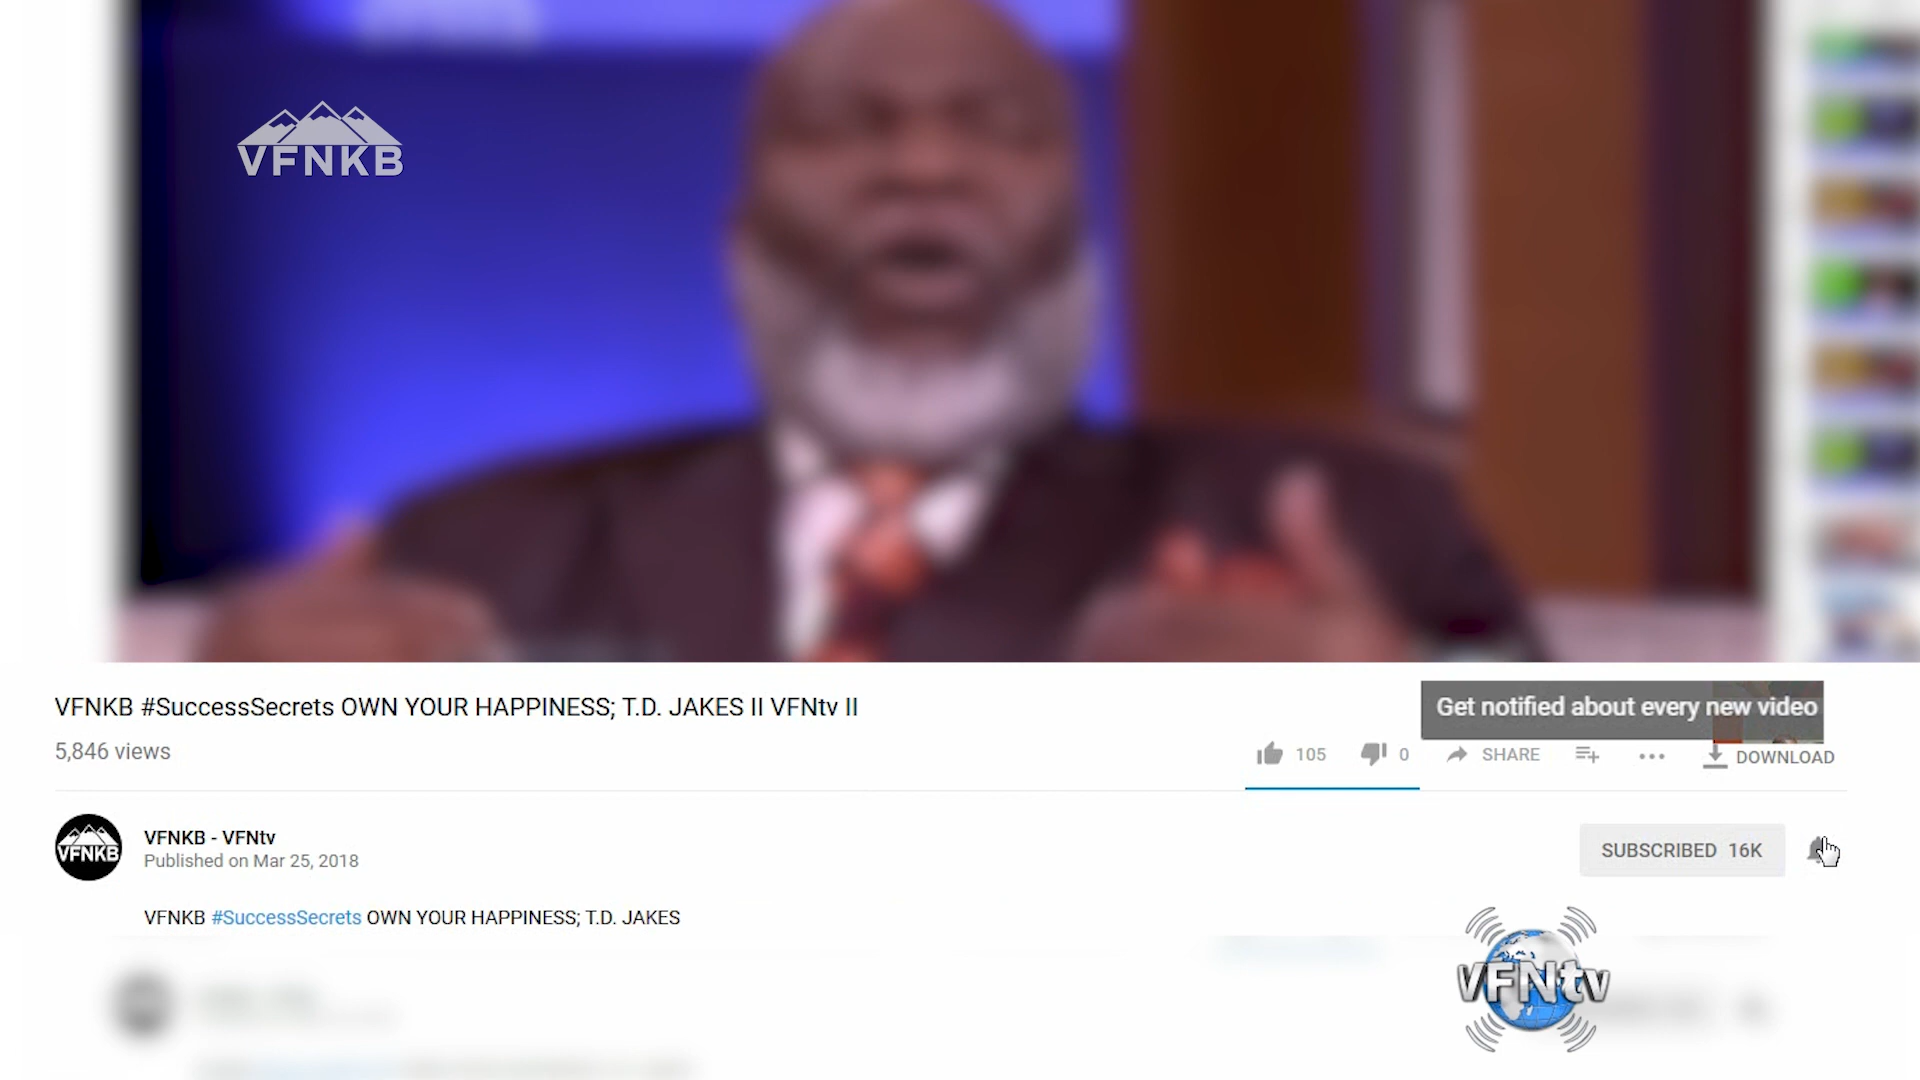 VFNKB
VFNKB #SuccessSecrets OWN YOUR HAPPINESS; T.D. JAKES II VFNtv II
Get notified about every new video
5,846 views
105
0
SHARE
DOWNLOAD
VFNKB
VFNKB - VFNtv
Published on Mar 25, 2018
SUBSCRIBED 16K
VFNKB #SuccessSecrets OWN YOUR HAPPINESS; T.D. JAKES
VFNtv